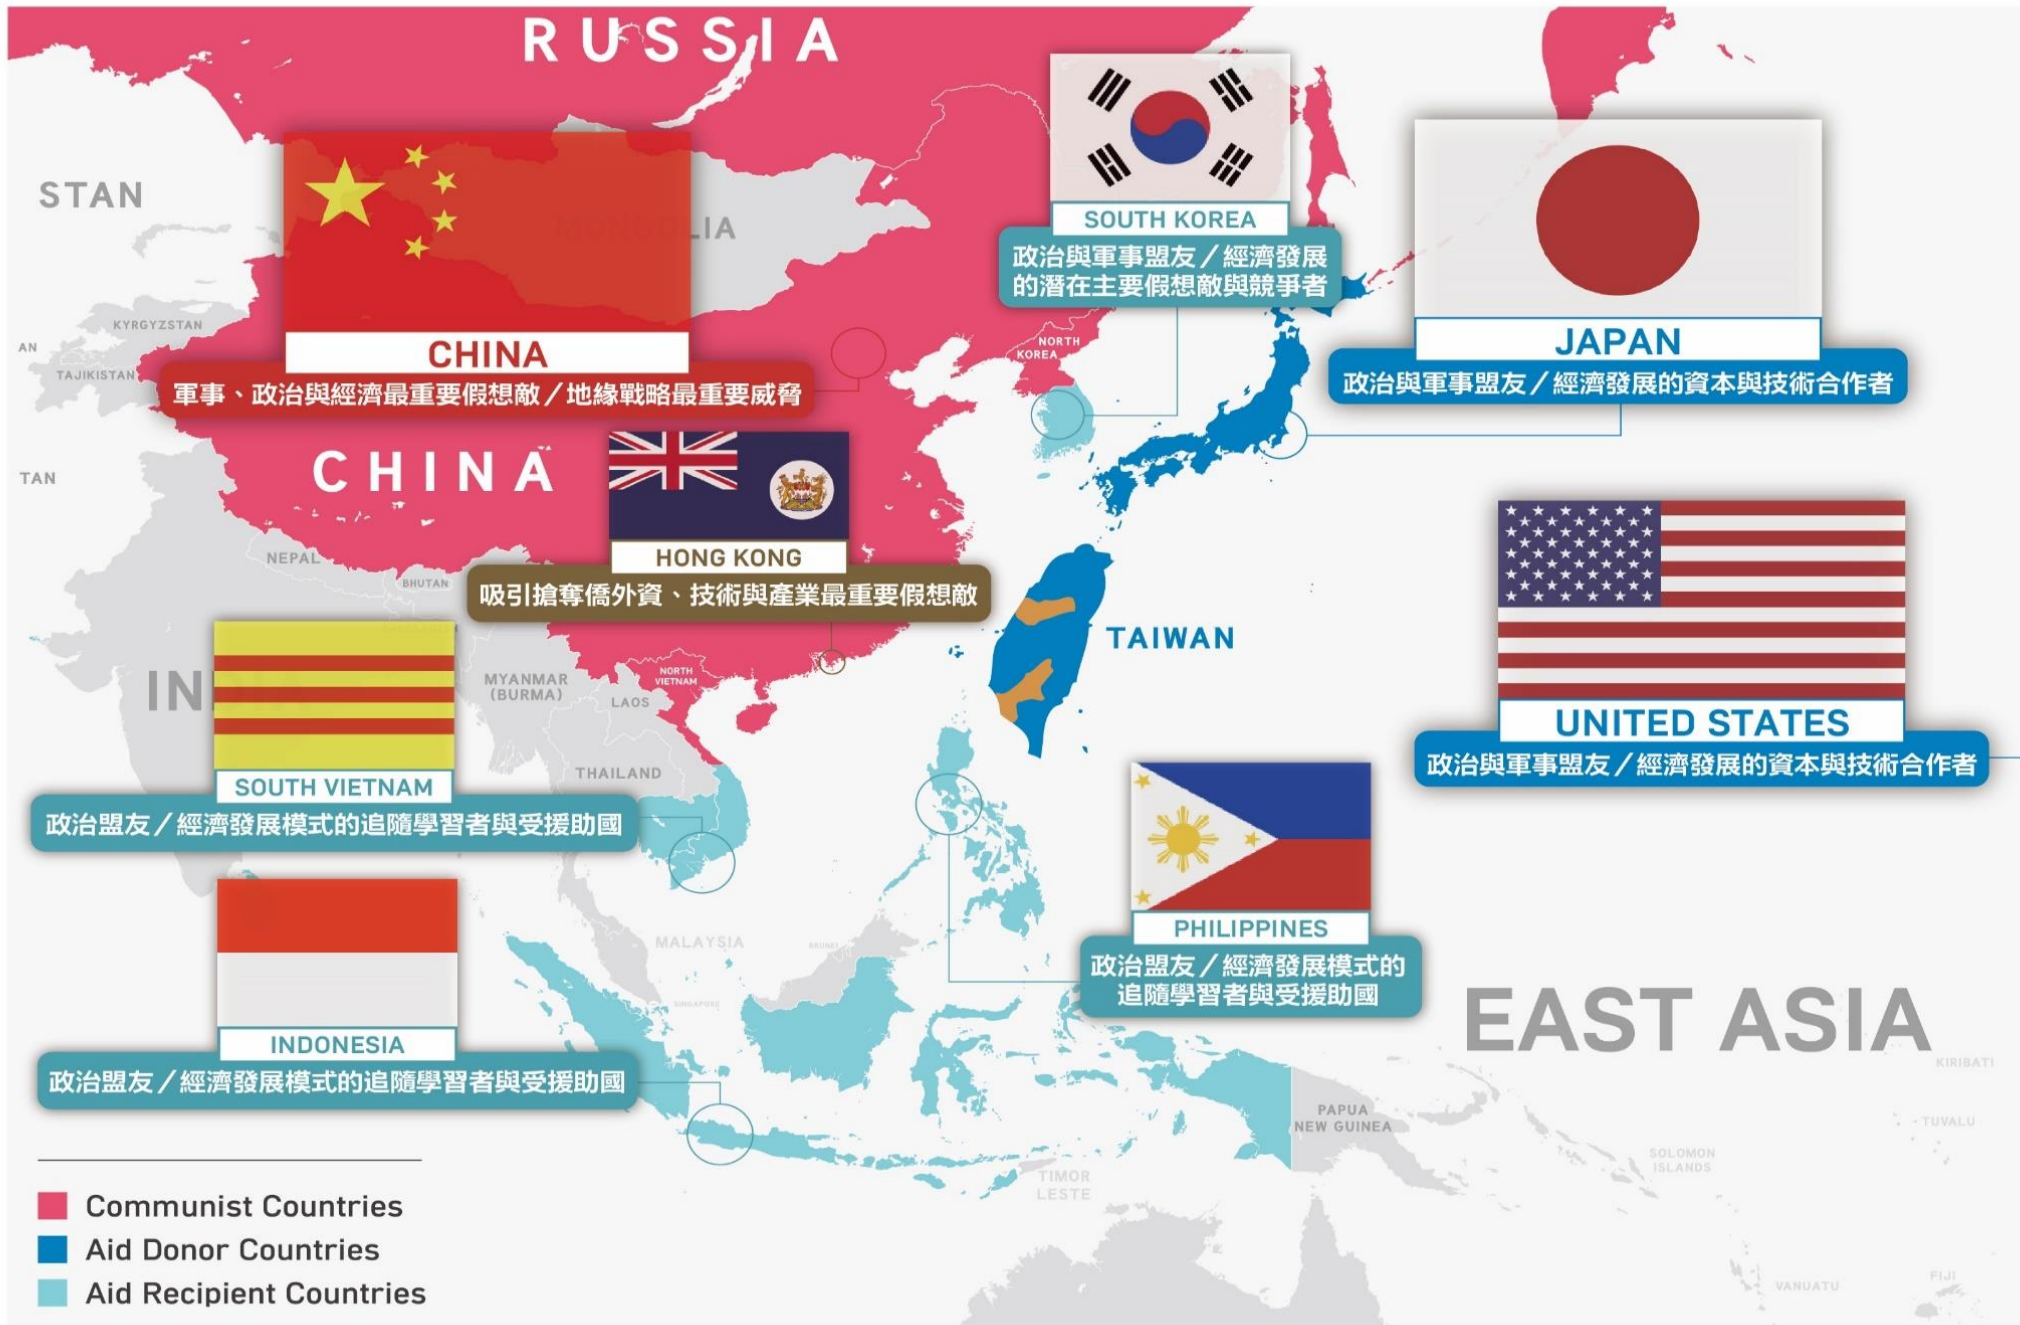 RUSSIA
STAN
MONGOLIA
KYRGYZSTAN
AN
TAJIKISTAN
CHINA
軍事、政治與經濟最重要假想敵／地緣戰略最重要威脅
SOUTH KOREA
政治與軍事盟友／經濟發展
的潛在主要假想敵與競爭者
JAPAN
政治與軍事盟友／經濟發展的資本與技術合作者
NORTH
KOREA
CHINA
TAN
HONG KONG
吸引搶奪僑外資、技術與產業最重要假想敵
NEPAL
BHUTAN
TAIWAN
UNITED STATES
政治與軍事盟友／經濟發展的資本與技術合作者
INDIA
MYANMAR
(BURMA)
NORTH
VIETNAM
LAOS
THAILAND
SOUTH VIETNAM
政治盟友／經濟發展模式的追隨學習者與受援助國
PHILIPPINES
政治盟友／經濟發展模式的
追隨學習者與受援助國
MALAYSIA
BRUNEI
SINGAPORE
INDONESIA
政治盟友／經濟發展模式的追隨學習者與受援助國
EAST ASIA
KIRIBATI
PAPUA
NEW GUINEA
TUVALU
SOLOMON
ISLANDS
TIMOR
LESTE
VANUATU
FIJI
Communist Countries
Aid Donor Countries
Aid Recipient Countries